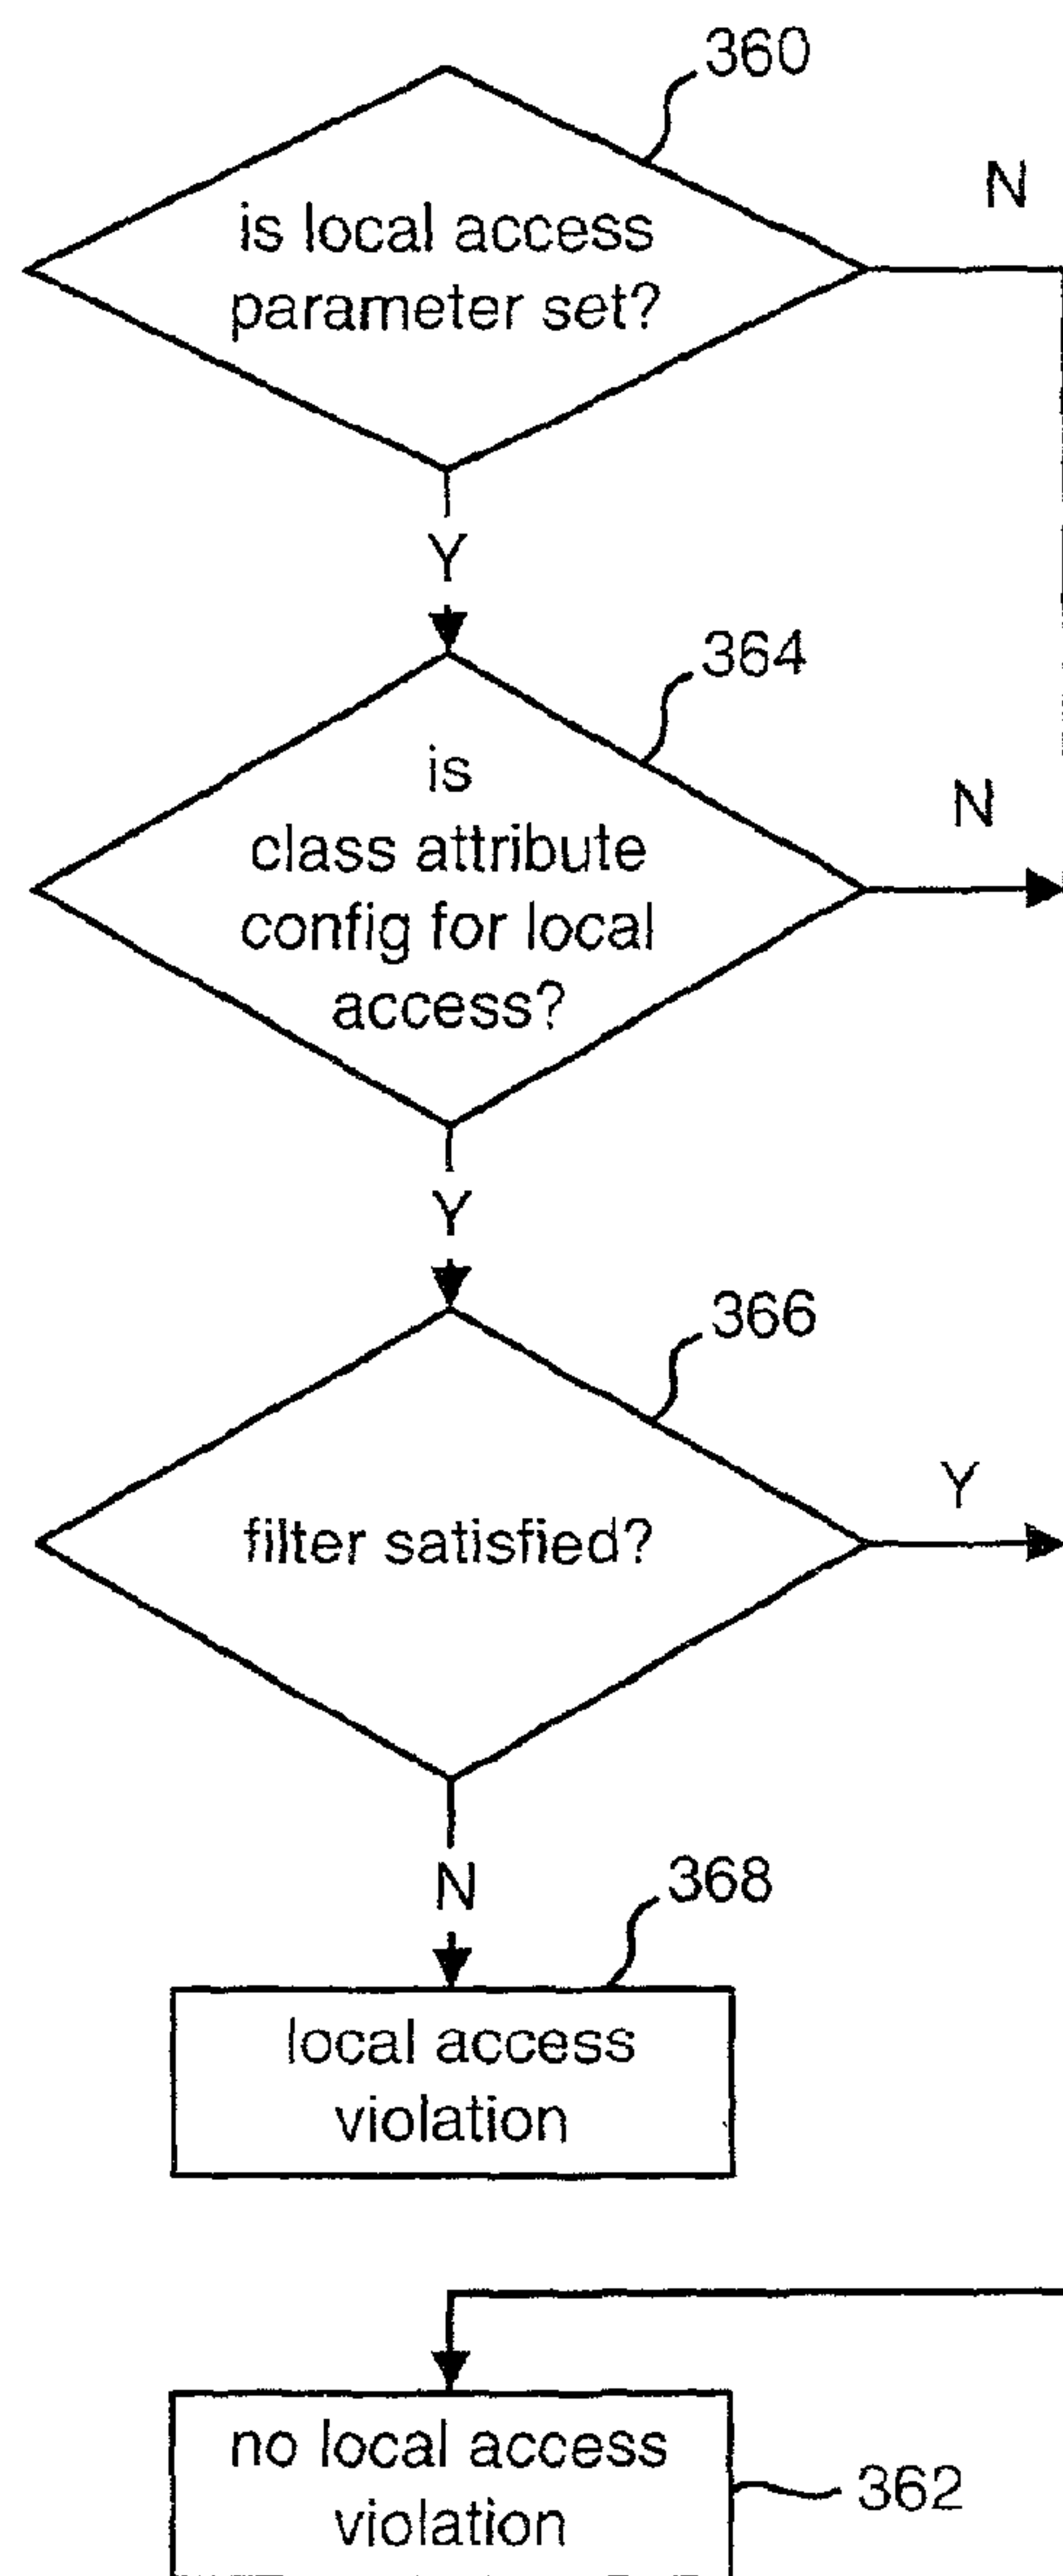 360
N
is local access
parameter set?
Y
364
is
class attribute
config for local
access?
N
Y
366
filter satisfied?
Y
N
368
local access
violation
no local access
violation
362